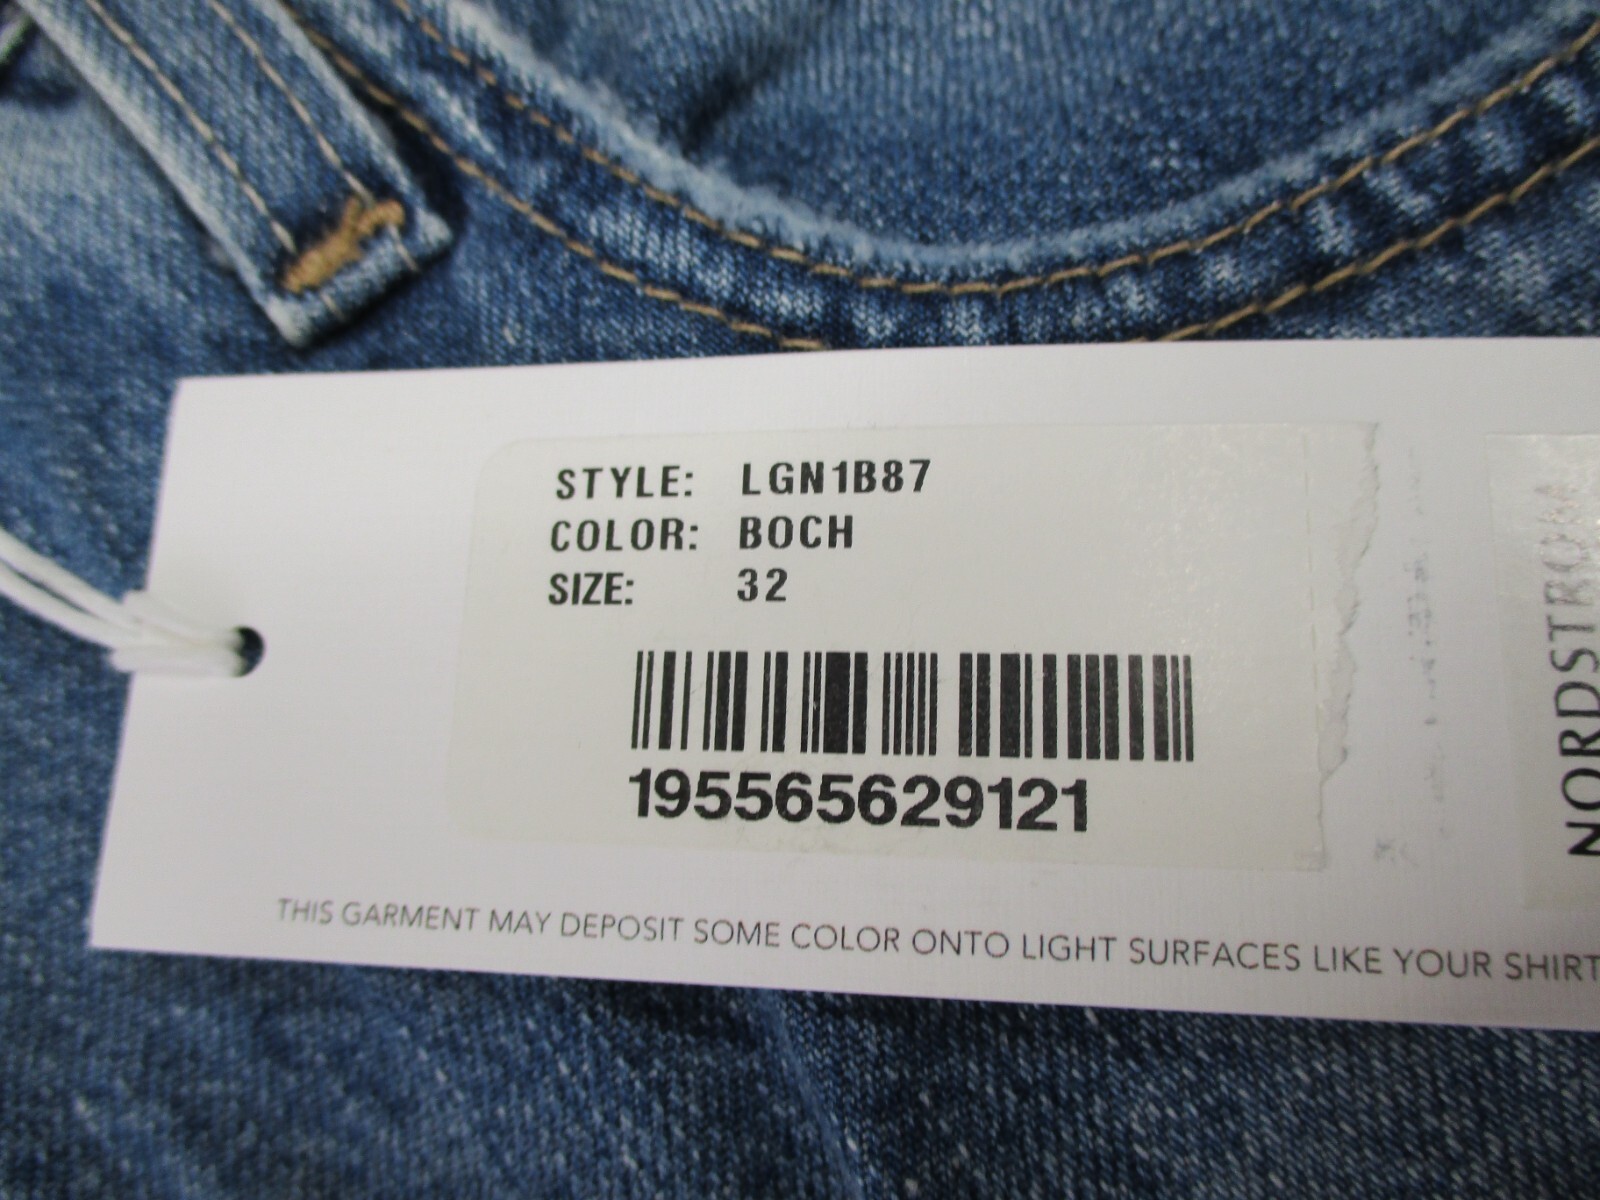 STYLE: LGN1B87
COLOR: BOCH
SIZE: 32
195565629121
THIS GARMENT MAY DEPOSIT SOME COLOR ONTO LIGHT SURFACES LIKE YOUR SHIRT
NORDSTROM